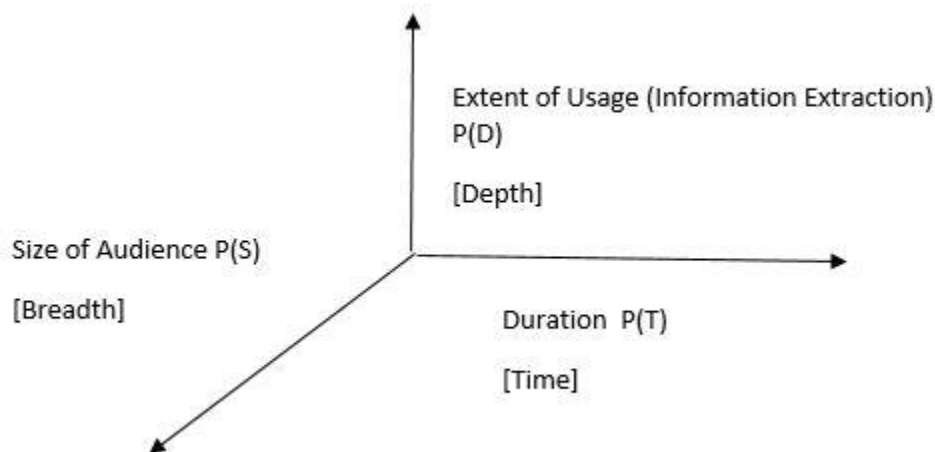 Extent of Usage (Information Extraction)
P(D)
[Depth]
Size of Audience P(S)
[Breadth]
Duration  P(T)
[Time]